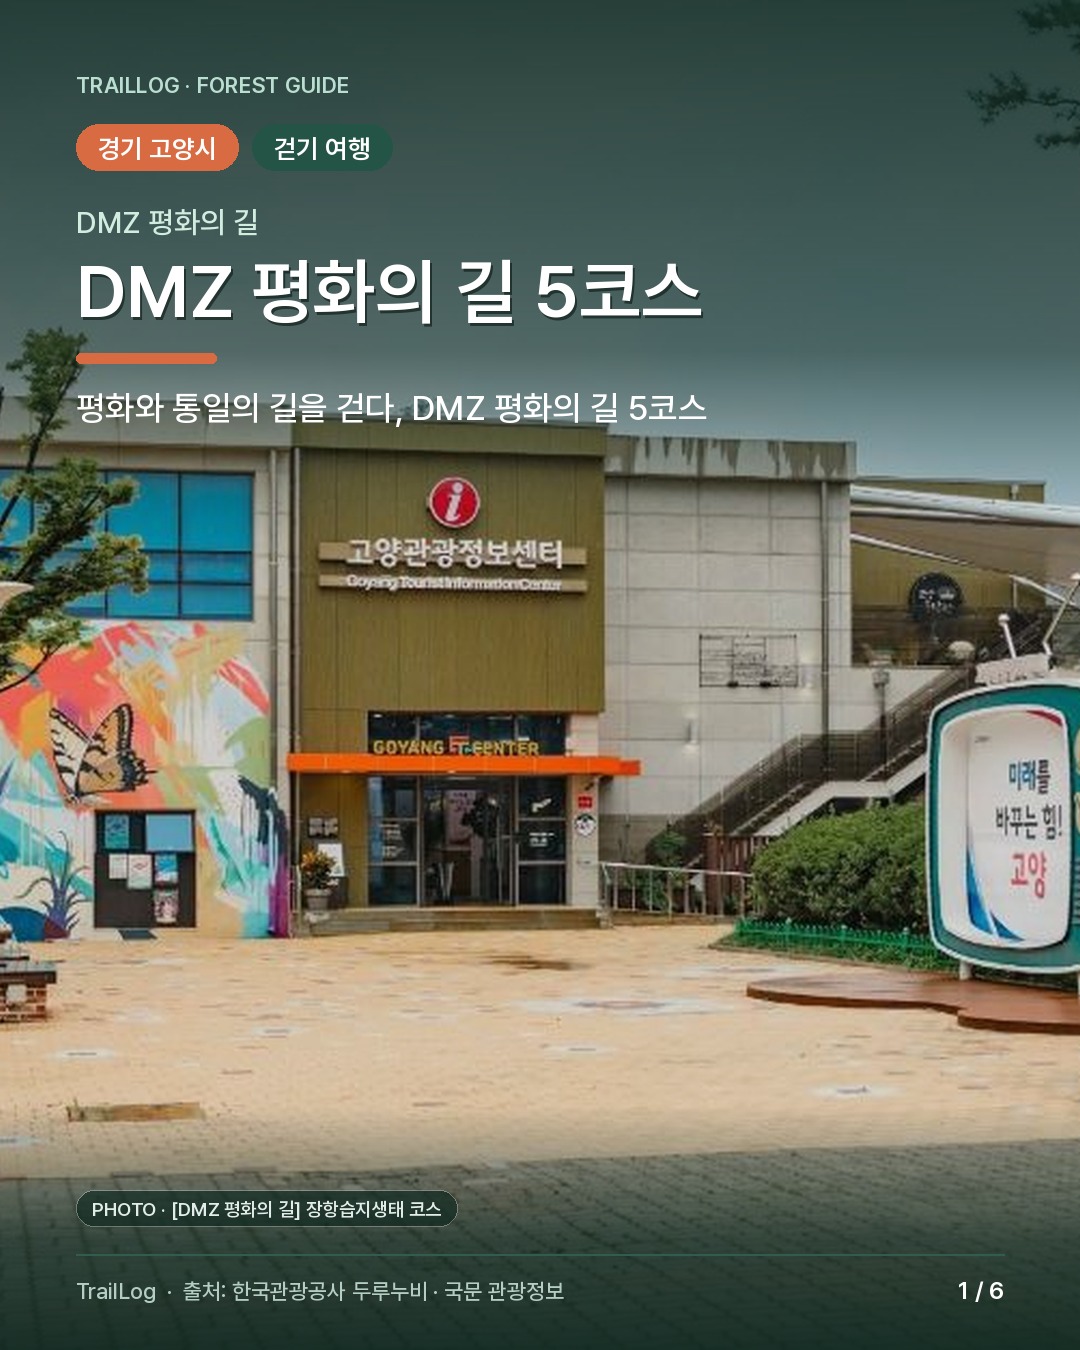 TRAILLOG · FOREST GUIDE
경기 고양시
걷기 여행
DMZ 평화의 길
DMZ 평화의 길 5코스
평화와 통일의 길을 걷다, DMZ 평화의 길 5코스
i
고양관광정보센터
Goyang Tourist Information Center
GOYANG T-CENTER
미래를
바꾸는 힘!
고양
PHOTO · [DMZ 평화의 길] 장항습지생태 코스
TrailLog · 출처: 한국관광공사 두루누비 · 국문 관광정보
1 / 6